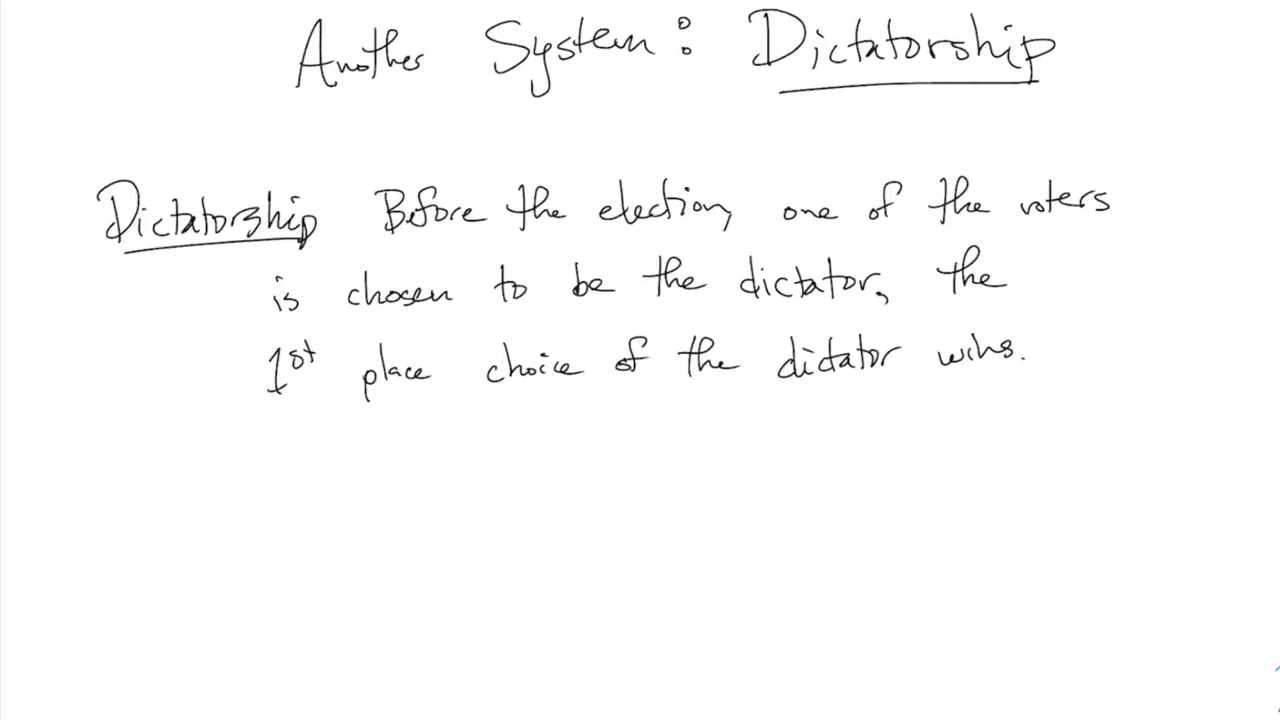 Another System: Dictatorship
Dictatorship Before the election, one of the voters
is chosen to be the dictator, the
1st place choice of the dictator wins.